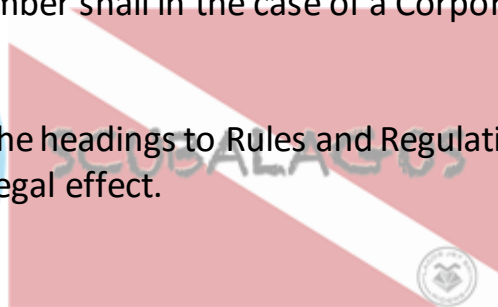 mber shall in the case of a Corpor
he headings to Rules and Regulati
SCUBALAGOS
egal effect.